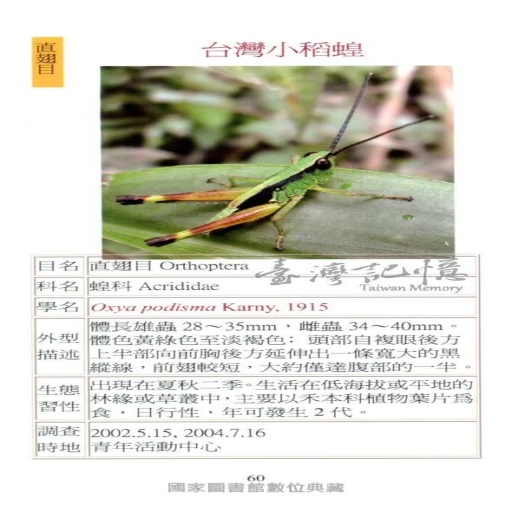 直翅目
台灣小稻蝗
目名 直翅目 Orthoptera
臺灣記憶
Taiwan Memory
科名 蝗科 Acrididae
學名 Oxya podisma Karny, 1915
外型描述
體長雄蟲 28～35mm，雌蟲 34～40mm。
體色黃綠色至淡褐色；頭部自複眼後方
上半部向前胸後方延伸出一條寬大的黑
縱線，前翅較短，大約僅達腹部的一半。
生態習性
出現在夏秋二季。生活在低海拔或平地的
林緣或草叢中，主要以禾本科植物葉片爲
食，日行性，年可發生 2 代。
調查時地
2002.5.15, 2004.7.16
青年活動中心
60
國家圖書館數位典藏